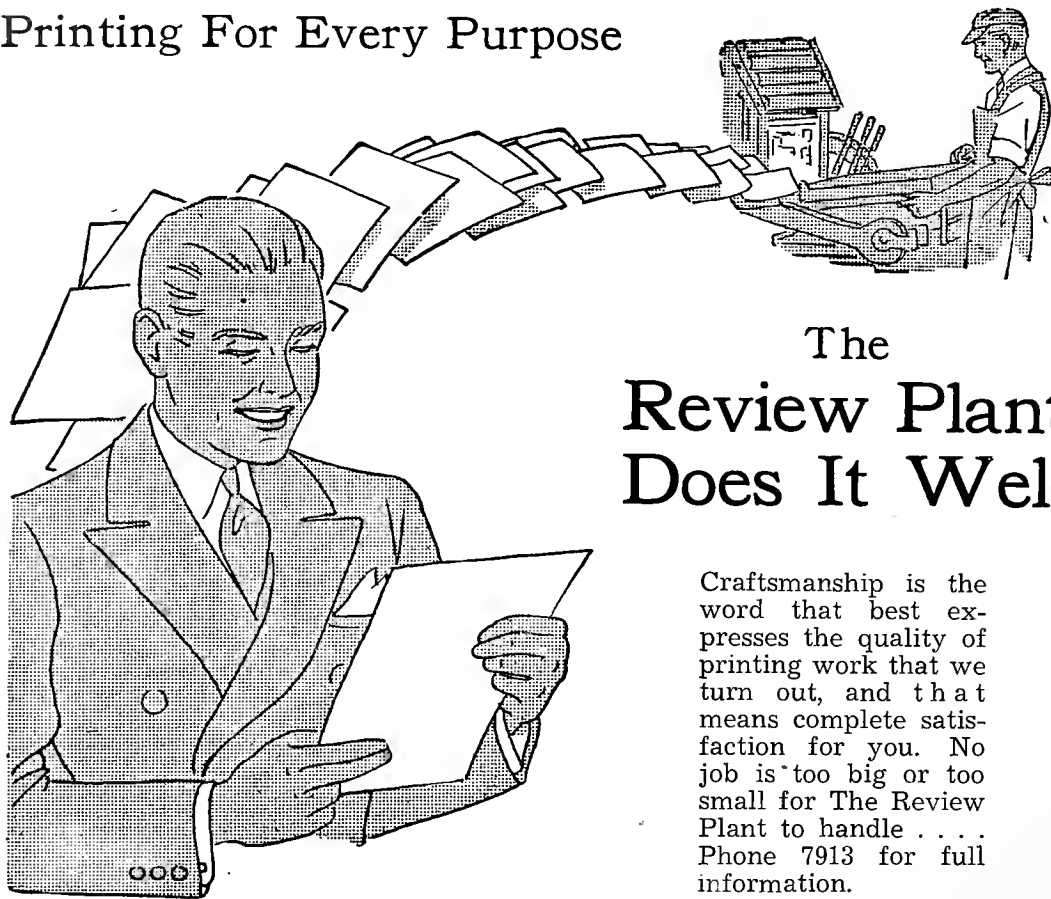 Printing For Every Purpose
The
Review Plant
Does It Wel
Craftsmanship is the
word that best ex-
presses the quality of
printing work that we
turn out, and that
means complete satis-
faction for you. No
job is too big or too
small for The Review
Plant to handle . . . .
Phone 7913 for full
information.